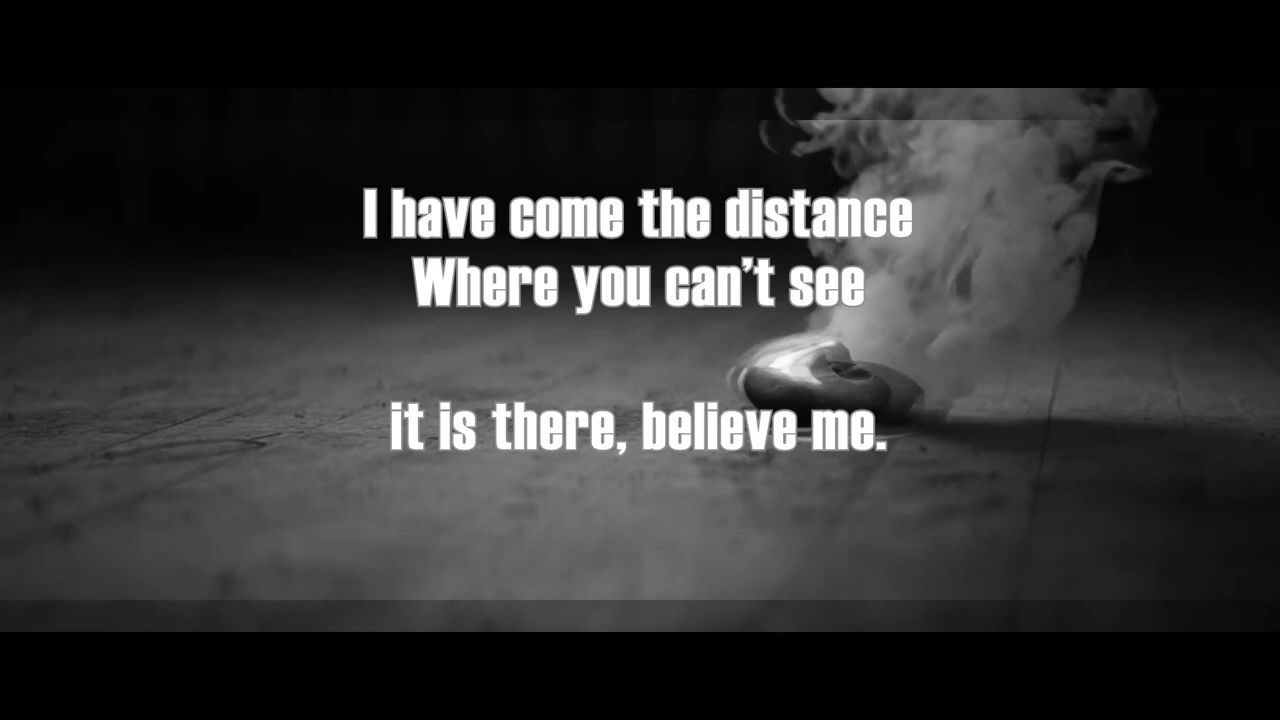 I have come the distance
Where you can’t see
it is there, believe me.